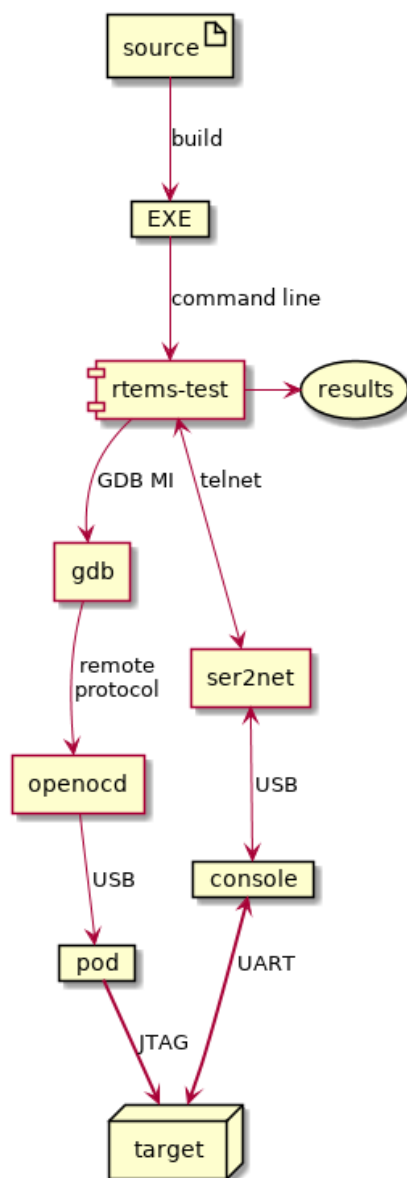 source
build
EXE
command line
rtems-test
results
GDB MI
telnet
gdb
remote
protocol
ser2net
openocd
USB
USB
console
pod
UART
JTAG
target